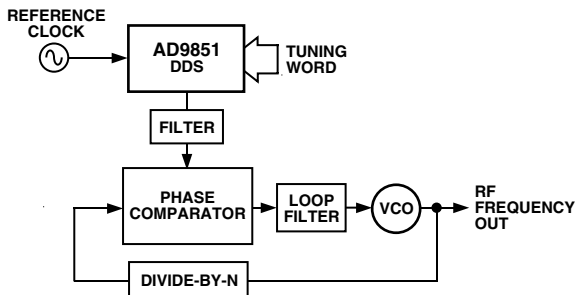 REFERENCE
CLOCK
AD9851
DDS
TUNING
WORD
FILTER
PHASE
COMPARATOR
LOOP
FILTER
VCO
RF
FREQUENCY
OUT
DIVIDE-BY-N